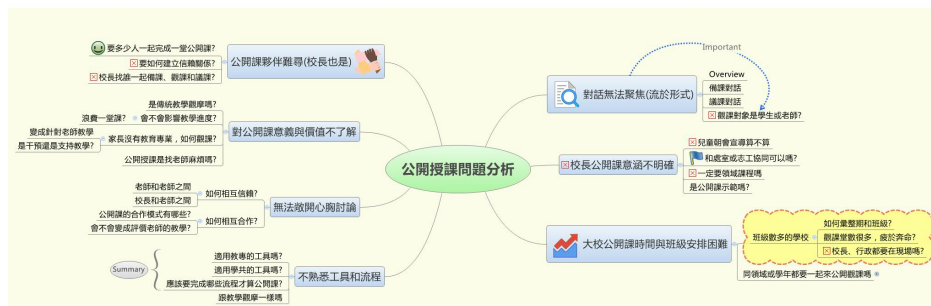 公開授課問題分析
公開課夥伴難尋(校長也是)
要多少人一起完成一堂公開課?
要如何建立信賴關係?
校長找誰一起備課、觀課和議課?
對公開課意義與價值不了解
是傳統教學觀摩嗎?
浪費一堂課?
會不會影響教學進度?
變成針對老師教學
是干預還是支持教學?
家長沒有教育專業，如何觀課?
公開授課是找老師麻煩嗎?
無法敞開心胸討論
老師和老師之間
校長和老師之間
如何相互信賴?
公開課的合作模式有哪些?
會不會變成評價老師的教學?
如何相互合作?
不熟悉工具和流程
適用教專的工具嗎?
適用學共的工具嗎?
應該要完成哪些流程才算公開課?
跟教學觀摩一樣嗎
Summary
Important
對話無法聚焦(流於形式)
Overview
備課對話
議課對話
觀課對象是學生或老師?
校長公開課意涵不明確
兒童朝會宣導算不算
和處室或志工協同可以嗎?
一定要領域課程嗎
是公開課示範嗎?
大校公開課時間與班級安排困難
班級數多的學校
如何彙整期和班級?
觀課堂數很多，疲於奔命?
校長、行政都要在現場嗎?
同領域或學年都要一起來公開觀課嗎